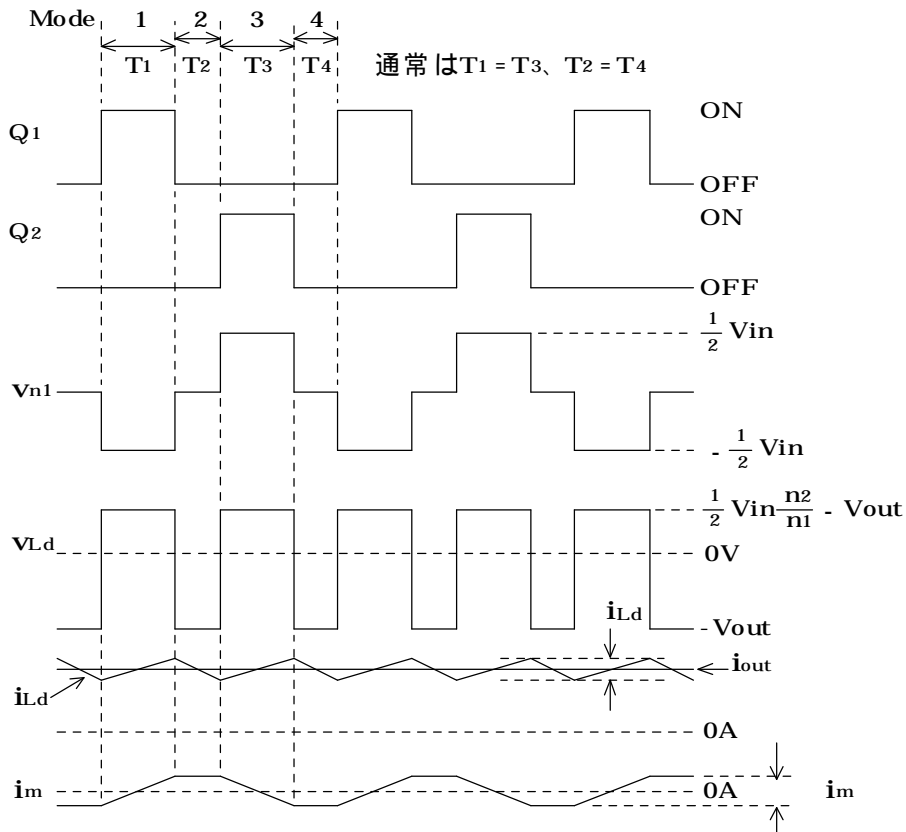 Mode 1 2 3 4
T1 T2 T3 T4 通常はT1 = T3、T2 = T4
Q1 ON
OFF
Q2 ON
OFF
1/2 Vin
vn1
- 1/2 Vin
1/2 Vin n2/n1 - Vout
vLd 0V
iLd
-Vout
iout
iLd
0A
im 0A im